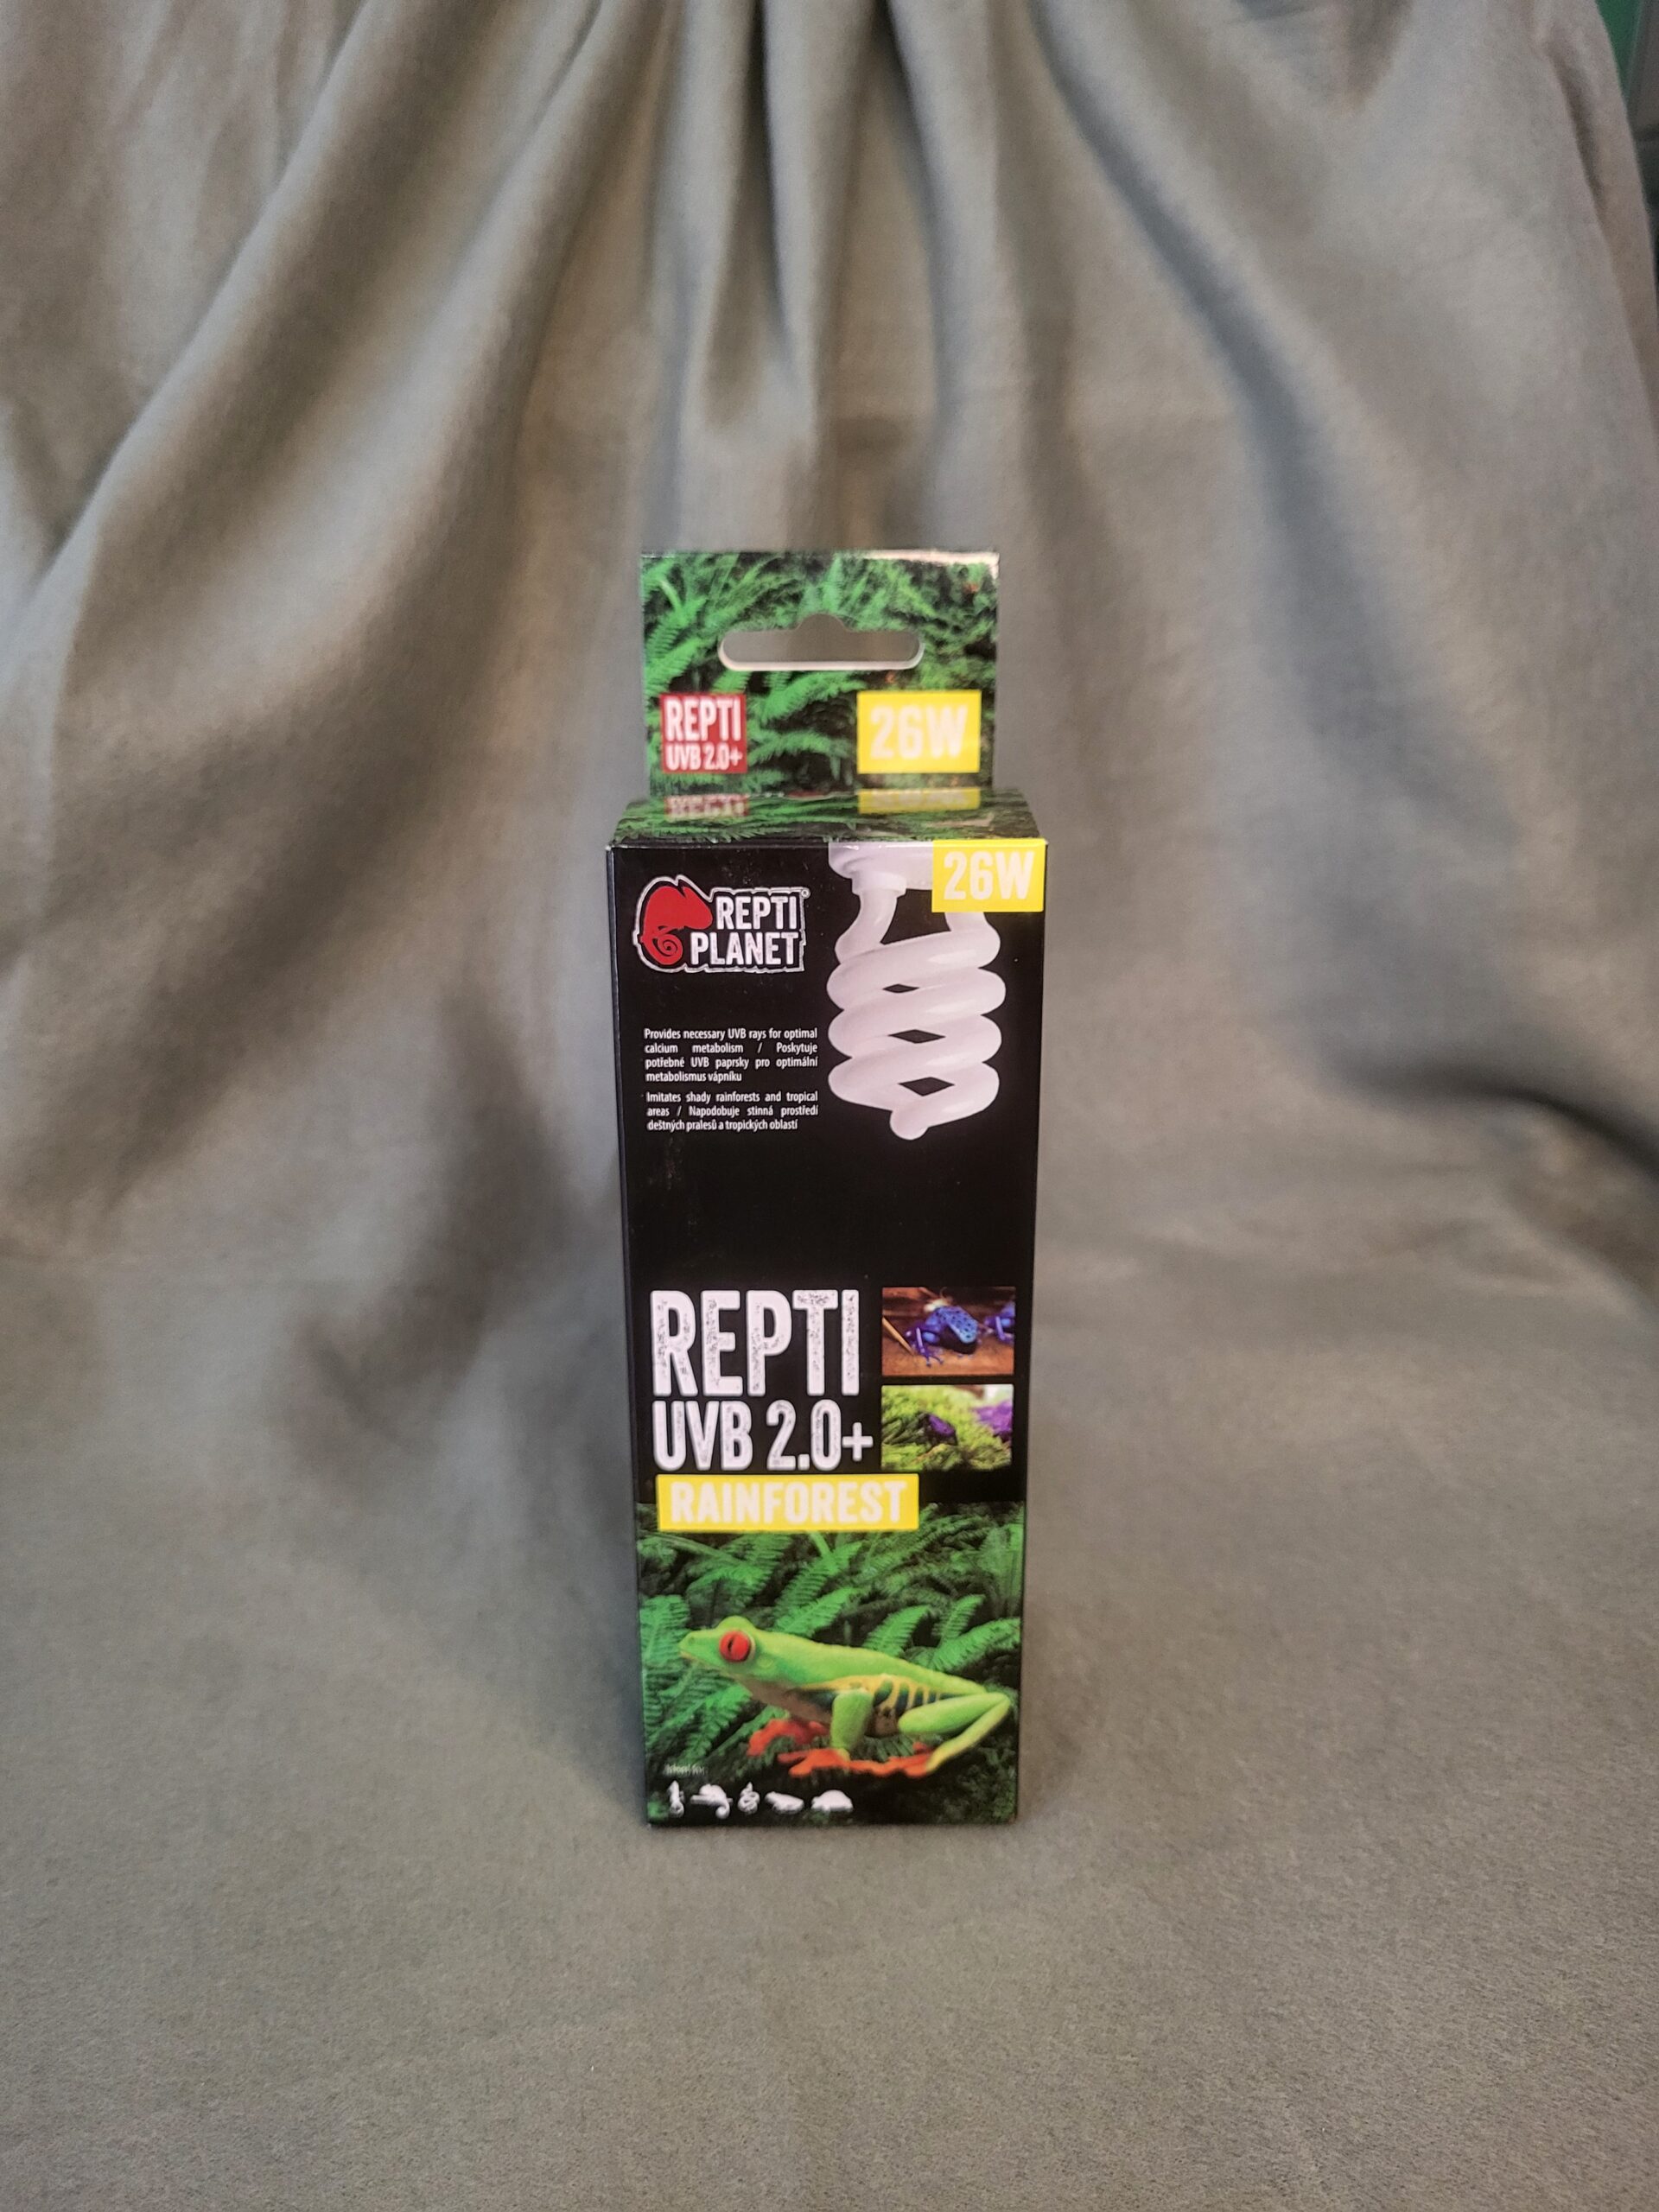 REPTI
UVB 2.0+
26W
26W
REPTI
PLANET
Provides necessary UVB rays for optimal
calcium metabolism / Poskytuje
potřebné UVB paprsky pro optimální
metabolismus vápníku
Imitates shady rainforests and tropical
areas / Napodobuje stinná prostředí
deštných pralesů a tropických oblastí
REPTI
UVB 2.0+
RAINFOREST